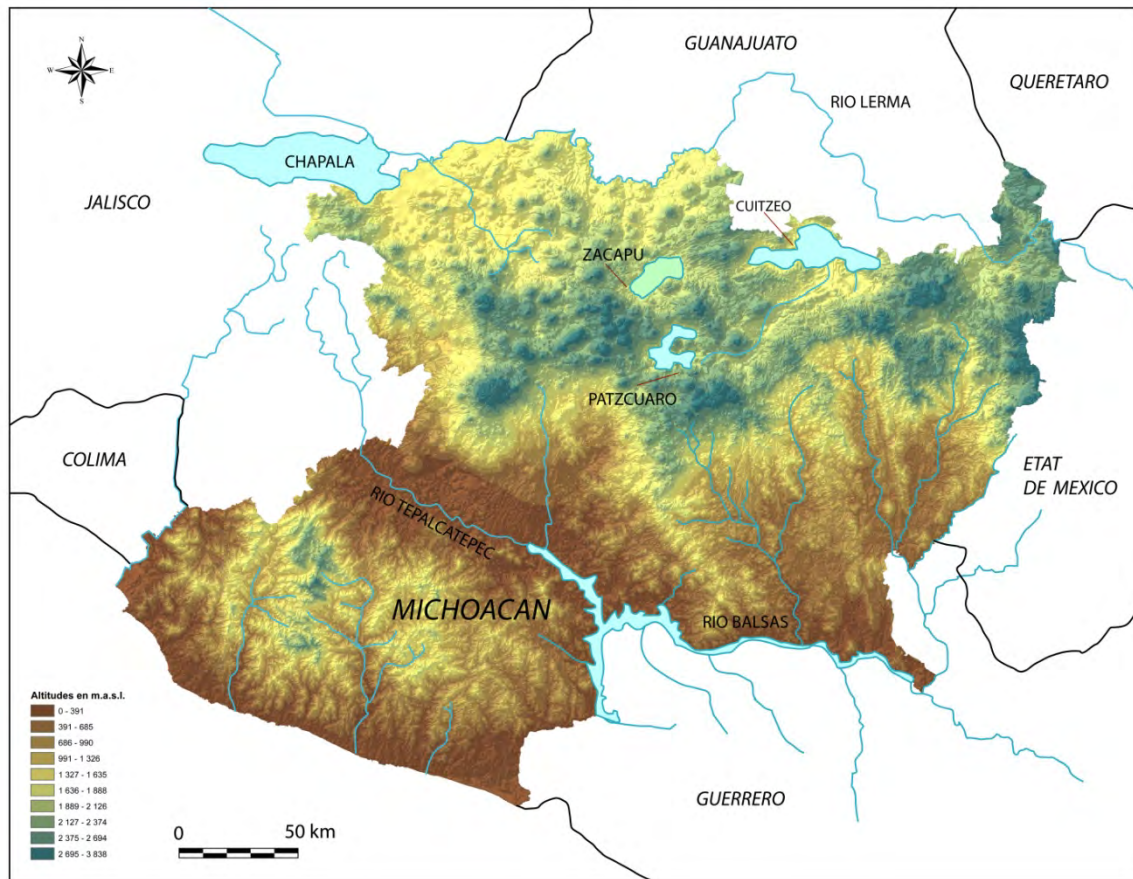 GUANAJUATO
QUERETARO
N
W
E
S
RIO LERMA
CHAPALA
JALISCO
CUITZEO
ZACAPU
PATZCUARO
COLIMA
ETAT
DE MEXICO
RIO TEPALCATEPEC
MICHOACAN
RIO BALSAS
GUERRERO
Altitudes en m.a.s.l.
0 - 391
391 - 685
686 - 990
991 - 1 326
1 327 - 1 635
1 636 - 1 888
1 889 - 2 126
2 127 - 2 374
2 375 - 2 694
2 695 - 3 838
0 50 km